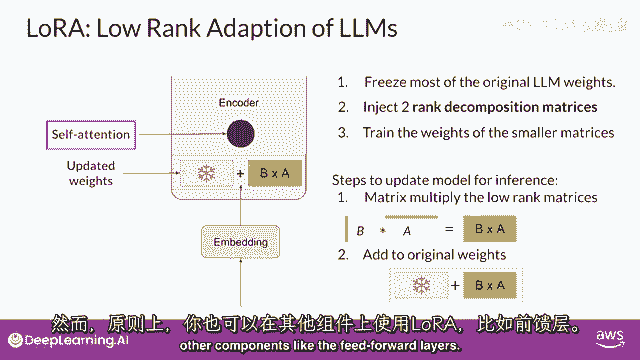 LoRA: Low Rank Adaption of LLMs
Encoder
Self-attention
Updated
weights
B x A
+
Embedding
1. Freeze most of the original LLM weights.
2. Inject 2 rank decomposition matrices
3. Train the weights of the smaller matrices
Steps to update model for inference:
1. Matrix multiply the low rank matrices
B * A = B x A
2. Add to original weights
+ B x A
然而，原则上，你也可以在其他组件上使用LoRA，比如前馈层。
other components like the feed-forward layers.
DeepLearning.AI
aws